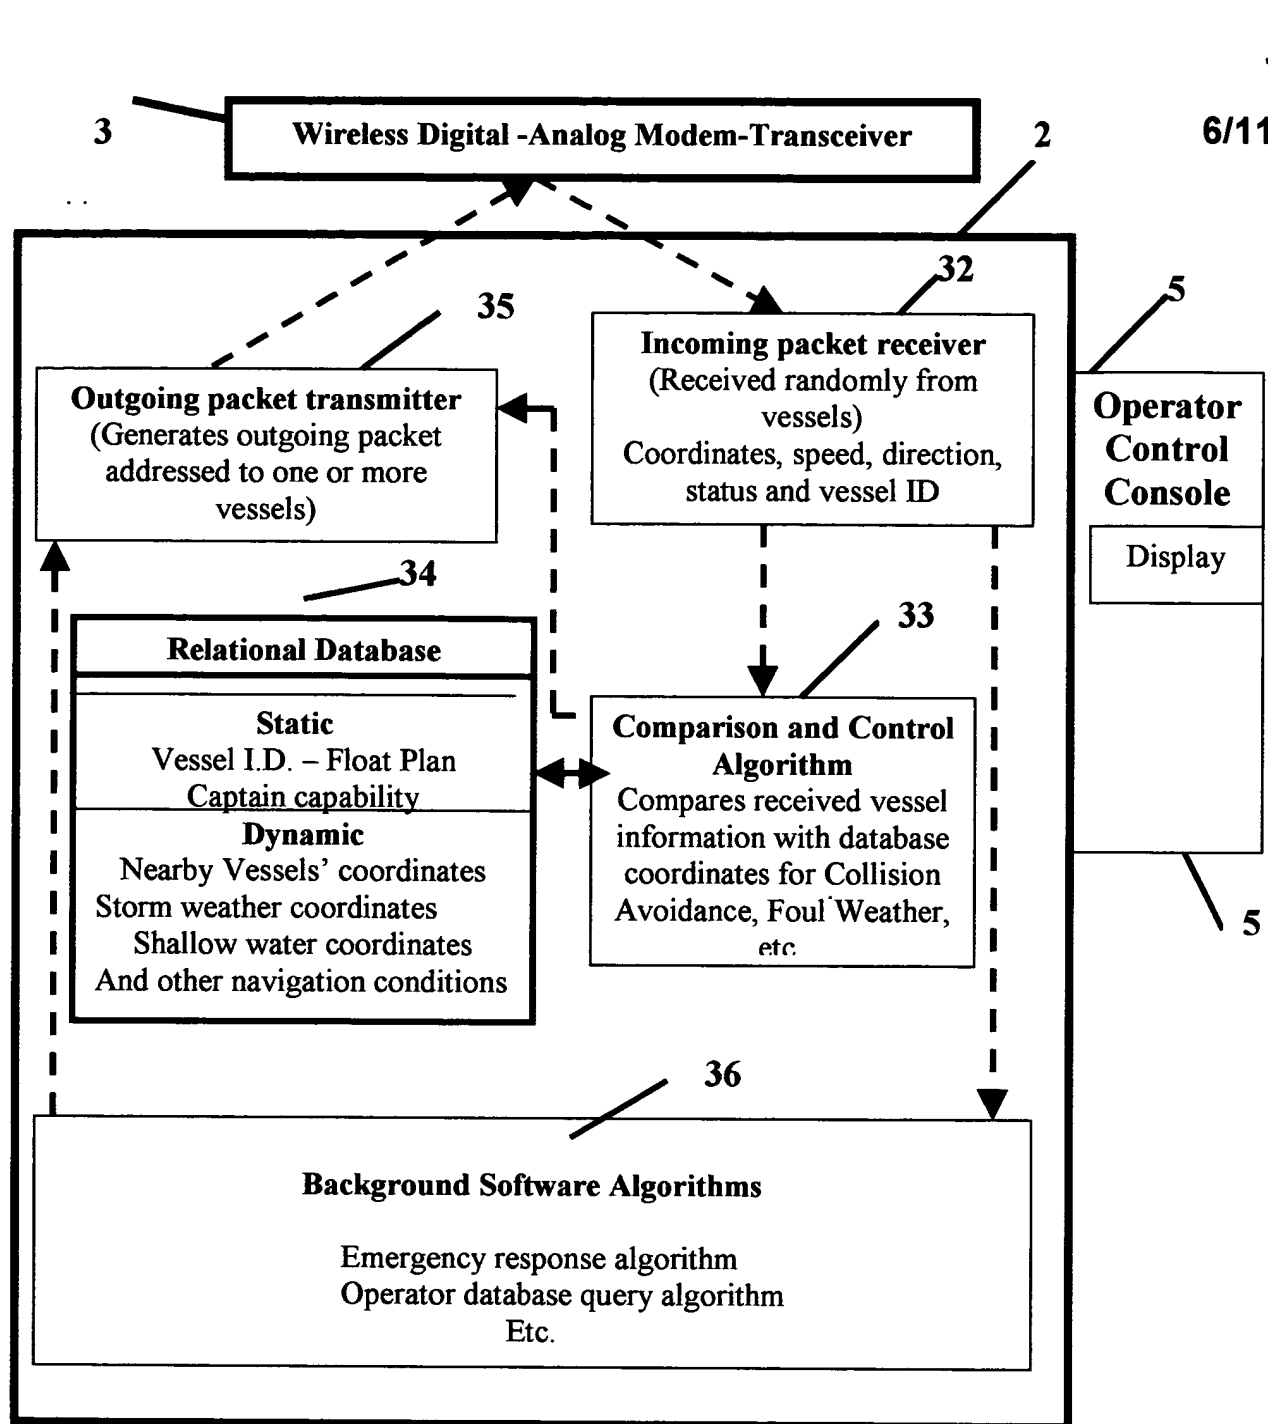 6/11
3
Wireless Digital -Analog Modem-Transceiver
2
32
5
35
Incoming packet receiver
(Received randomly from
vessels)
Coordinates, speed, direction,
status and vessel ID
Outgoing packet transmitter
(Generates outgoing packet
addressed to one or more
vessels)
Operator
Control
Console
Display
34
33
Relational Database
Static
Vessel I.D. – Float Plan
Captain capability
Dynamic
Nearby Vessels’ coordinates
Storm weather coordinates
Shallow water coordinates
And other navigation conditions
Comparison and Control
Algorithm
Compares received vessel
information with database
coordinates for Collision
Avoidance, Foul Weather,
etc.
5
36
Background Software Algorithms
Emergency response algorithm
Operator database query algorithm
Etc.